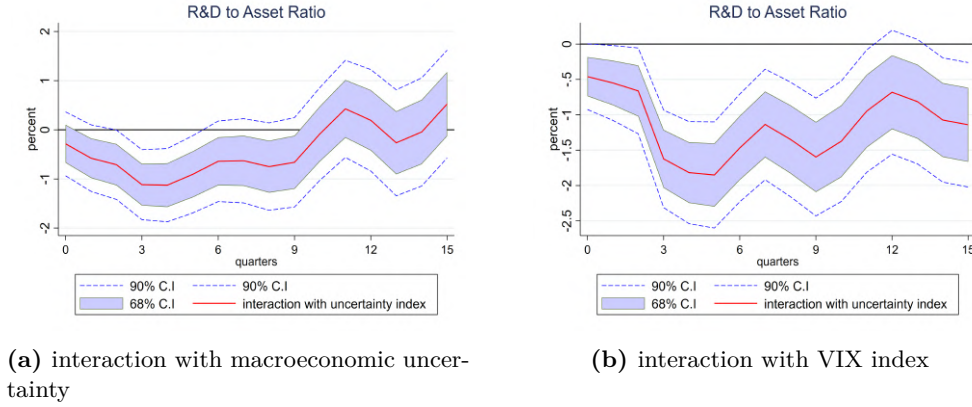 R&D to Asset Ratio
percent
2
1
0
-1
-2
0 3 6 9 12 15
quarters
90% C.I 90% C.I
68% C.I interaction with uncertainty index
(a) interaction with macroeconomic uncer-
tainty
R&D to Asset Ratio
percent
0
-.5
-1
-1.5
-2
-2.5
0 3 6 9 12 15
quarters
90% C.I 90% C.I
68% C.I interaction with uncertainty index
(b) interaction with VIX index